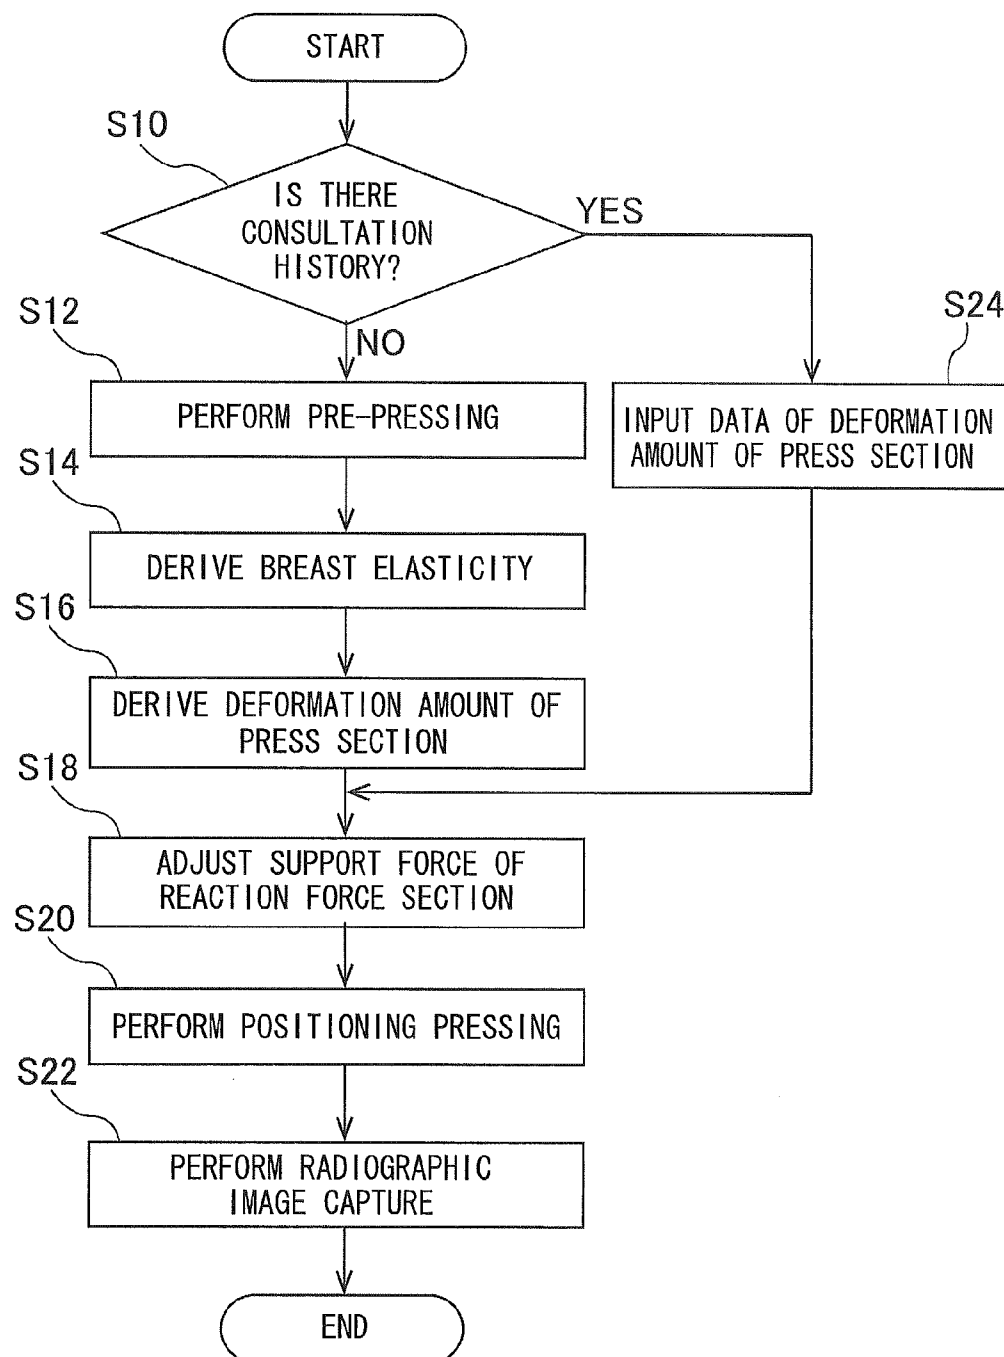 START
S10
IS THERE
CONSULTATION
HISTORY?
YES
NO
S12
PERFORM PRE-PRESSING
S24
INPUT DATA OF DEFORMATION
AMOUNT OF PRESS SECTION
S14
DERIVE BREAST ELASTICITY
S16
DERIVE DEFORMATION AMOUNT OF
PRESS SECTION
S18
ADJUST SUPPORT FORCE OF
REACTION FORCE SECTION
S20
PERFORM POSITIONING PRESSING
S22
PERFORM RADIOGRAPHIC
IMAGE CAPTURE
END